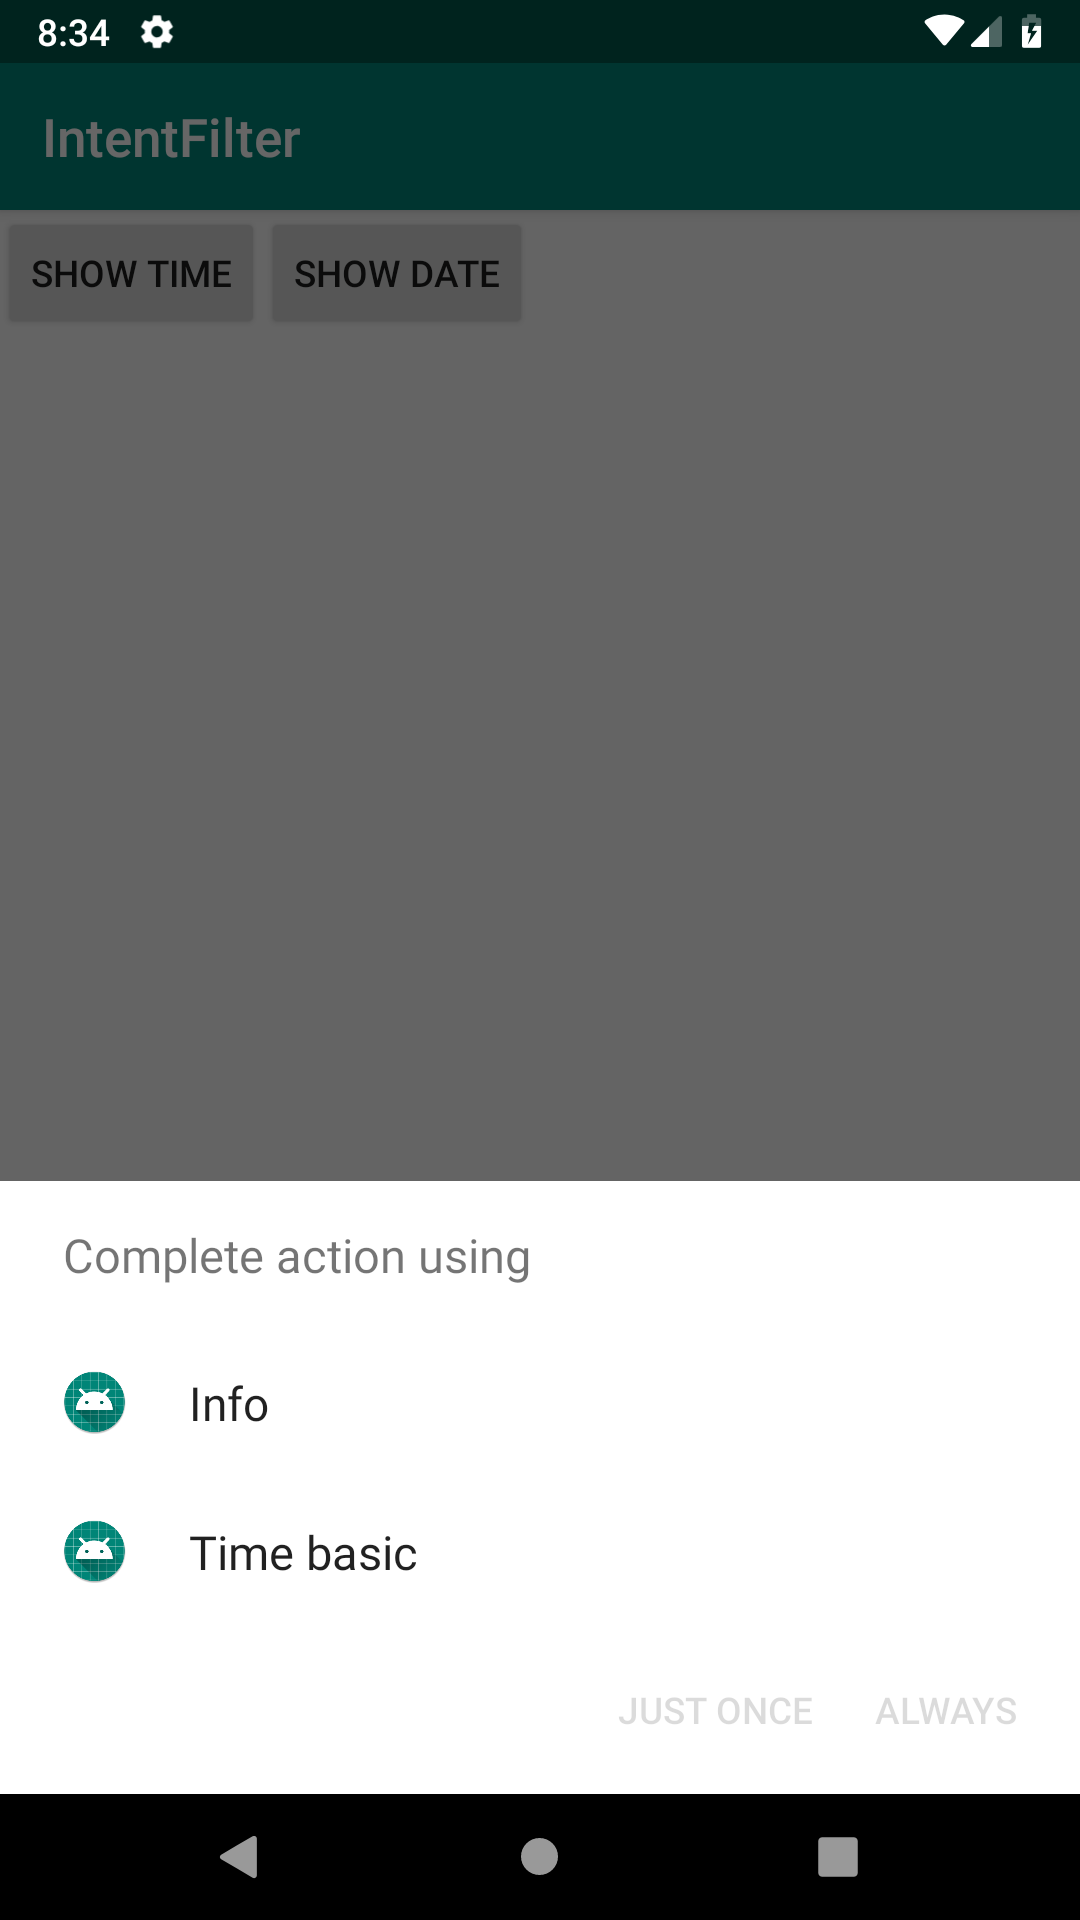 8:34
IntentFilter
SHOW TIME SHOW DATE
Complete action using
Info
Time basic
JUST ONCE ALWAYS